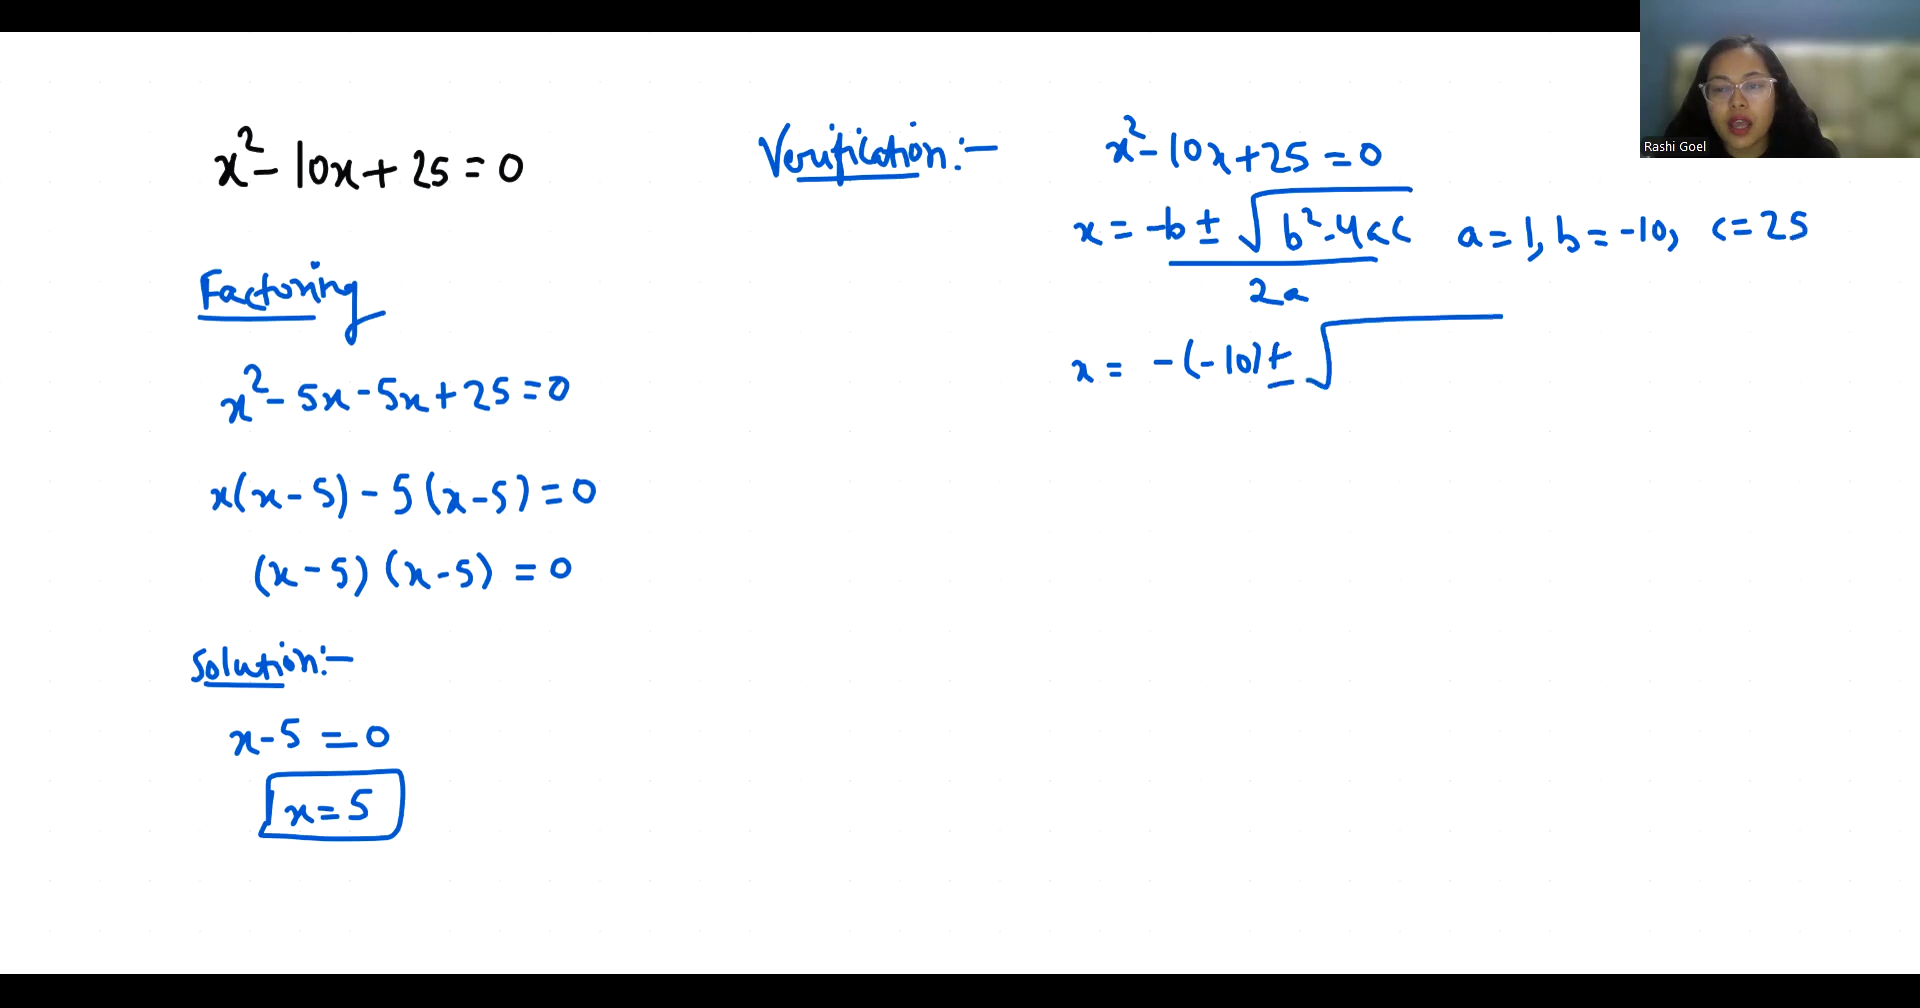 x² - 10x + 25 = 0
Factoring
x² - 5x - 5x + 25 = 0
x(x - 5) - 5(x - 5) = 0
(x - 5) (x - 5) = 0
Solution:-
x - 5 = 0
x = 5
Verification:-
x² - 10x + 25 = 0
x = -b ± √b² - 4ac / 2a a = 1, b = -10, c = 25
x = -(-10) ± √
Rashi Goel